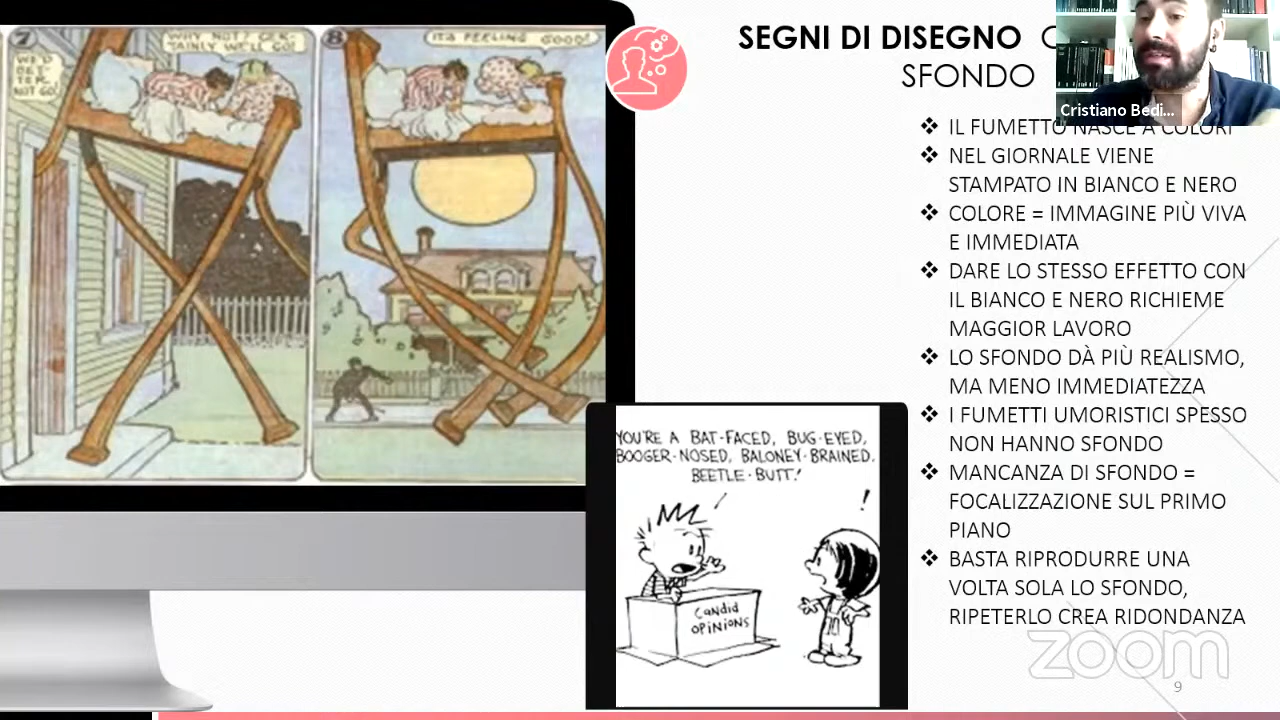 7
WE'D
BETTER
NOT GO!
TAINLY WE'LL GO!
8
IT'S FEELING GOOD!
SEGNI DI DISEGNO
SFONDO
Cristiano Bedi...
IL FUMETTO NASCE A COLORI
NEL GIORNALE VIENE
STAMPATO IN BIANCO E NERO
COLORE = IMMAGINE PIÙ VIVA
E IMMEDIATA
DARE LO STESSO EFFETTO CON
IL BIANCO E NERO RICHIEME
MAGGIOR LAVORO
LO SFONDO DÀ PIÙ REALISMO,
MA MENO IMMEDIATEZZA
I FUMETTI UMORISTICI SPESSO
NON HANNO SFONDO
MANCANZA DI SFONDO =
FOCALIZZAZIONE SUL PRIMO
PIANO
BASTA RIPRODURRE UNA
VOLTA SOLA LO SFONDO,
RIPETERLO CREA RIDONDANZA
YOU'RE A BAT-FACED, BUG-EYED,
BOOGER-NOSED, BALONEY-BRAINED,
BEETLE-BUTT!
!
CANDID
OPINIONS
zoom
9